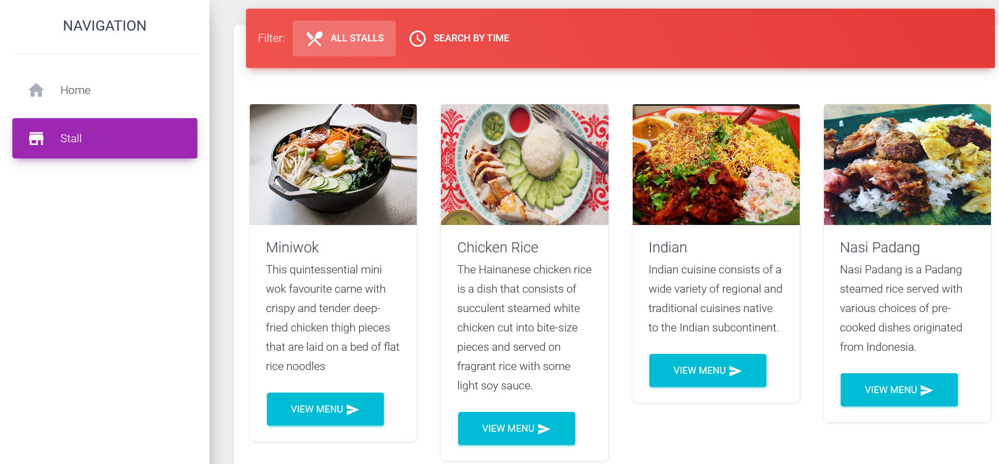 NAVIGATION
Home
Stall
Filter:
ALL STALLS
SEARCH BY TIME
Miniwok
This quintessential mini
wok favourite came with
crispy and tender deep-
fried chicken thigh pieces
that are laid on a bed of flat
rice noodles
VIEW MENU
Chicken Rice
The Hainanese chicken rice
is a dish that consists of
succulent steamed white
chicken cut into bite-size
pieces and served on
fragrant rice with some
light soy sauce.
VIEW MENU
Indian
Indian cuisine consists of a
wide variety of regional and
traditional cuisines native
to the Indian subcontinent.
VIEW MENU
Nasi Padang
Nasi Padang is a Padang
steamed rice served with
various choices of pre-
cooked dishes originated
from Indonesia.
VIEW MENU